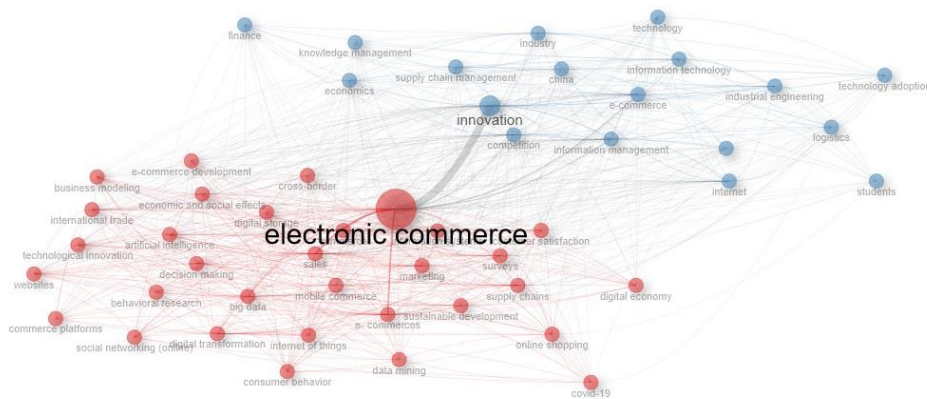 technology
finance
industry
knowledge management
information technology
supply chain management
china
technology adoption
economics
e-commerce
industrial engineering
innovation
logistics
competition
information management
e-commerce development
cross-border
internet
students
business modeling
economic and social effects
international trade
digital storage
electronic commerce
satisfaction
artificial intelligence
technological innovation
sales
surveys
decision making
marketing
websites
behavioral research
mobile commerce
supply chains
digital economy
big data
commerce platforms
e- commerces
sustainable development
social networking (online)
digital transformation
internet of things
online shopping
data mining
consumer behavior
covid-19